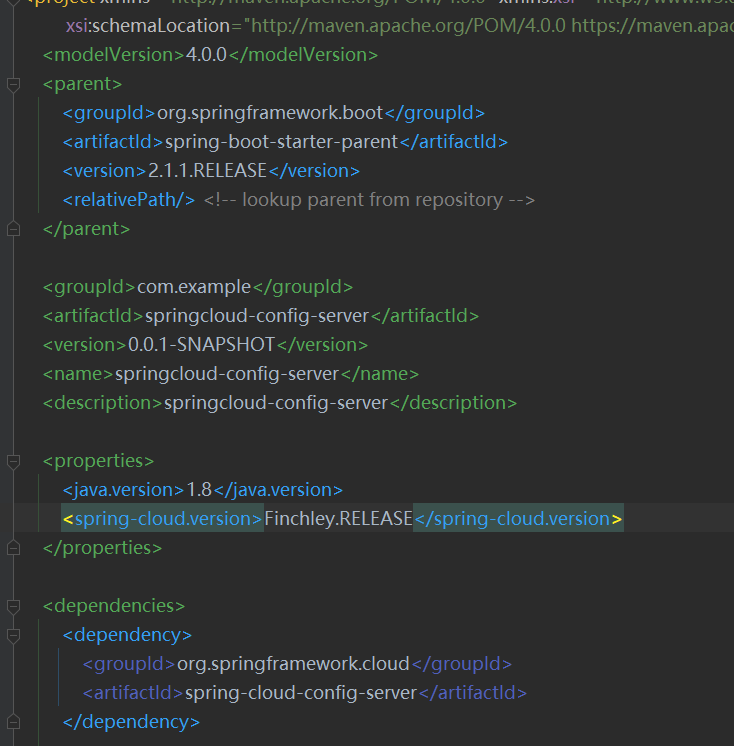 <project xmlns="http://maven.apache.org/POM/4.0.0" xmlns:xsi="http://www.w3.
xsi:schemaLocation="http://maven.apache.org/POM/4.0.0 https://maven.apac
<modelVersion>4.0.0</modelVersion>
<parent>
<groupId>org.springframework.boot</groupId>
<artifactId>spring-boot-starter-parent</artifactId>
<version>2.1.1.RELEASE</version>
<relativePath/> <!-- lookup parent from repository -->
</parent>
<groupId>com.example</groupId>
<artifactId>springcloud-config-server</artifactId>
<version>0.0.1-SNAPSHOT</version>
<name>springcloud-config-server</name>
<description>springcloud-config-server</description>
<properties>
<java.version>1.8</java.version>
<spring-cloud.version>Finchley.RELEASE</spring-cloud.version>
</properties>
<dependencies>
<dependency>
<groupId>org.springframework.cloud</groupId>
<artifactId>spring-cloud-config-server</artifactId>
</dependency>